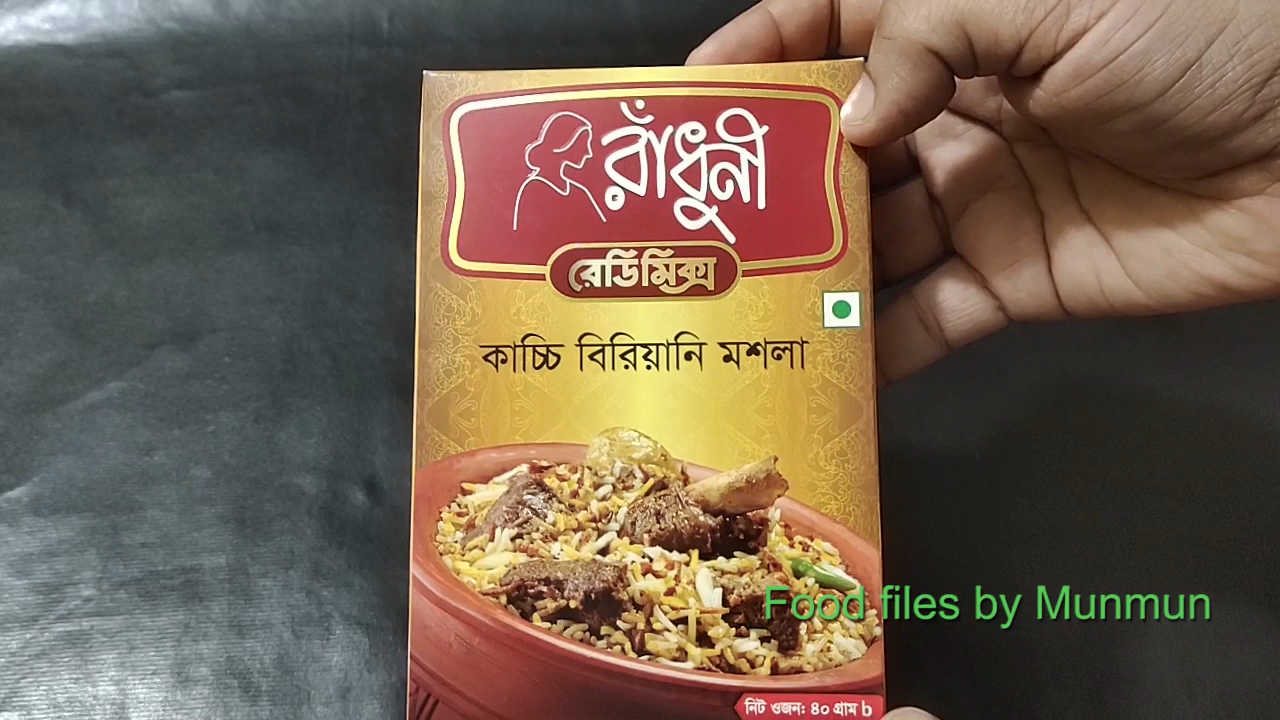 রাঁধুনী
রেডিমিক্স
কাচ্চি বিরিয়ানি মশলা
Food files by Munmun
নিট ওজন: ৪০ গ্রাম b